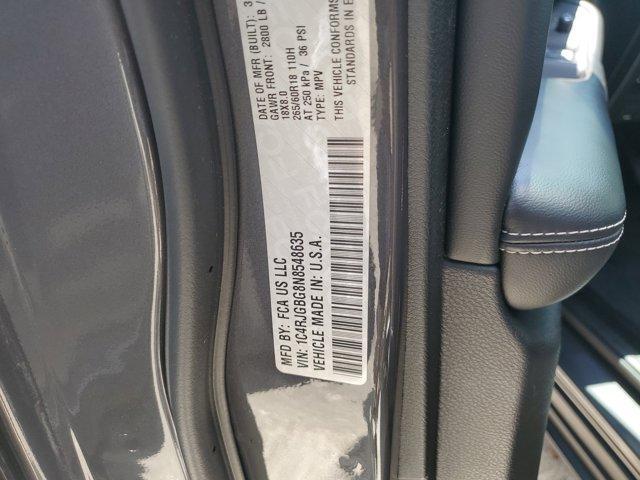 MFD BY: FCA US LLC
VIN: 1C4RJGBG8N8548635
VEHICLE MADE IN: U.S.A.
DATE OF MFR (BUILT): 3
GAWR FRONT: 2800 LB /
18X8.0
265/60R18 110H
AT 250 kPa / 36 PSI
TYPE: MPV
THIS VEHICLE CONFORMS
STANDARDS IN E